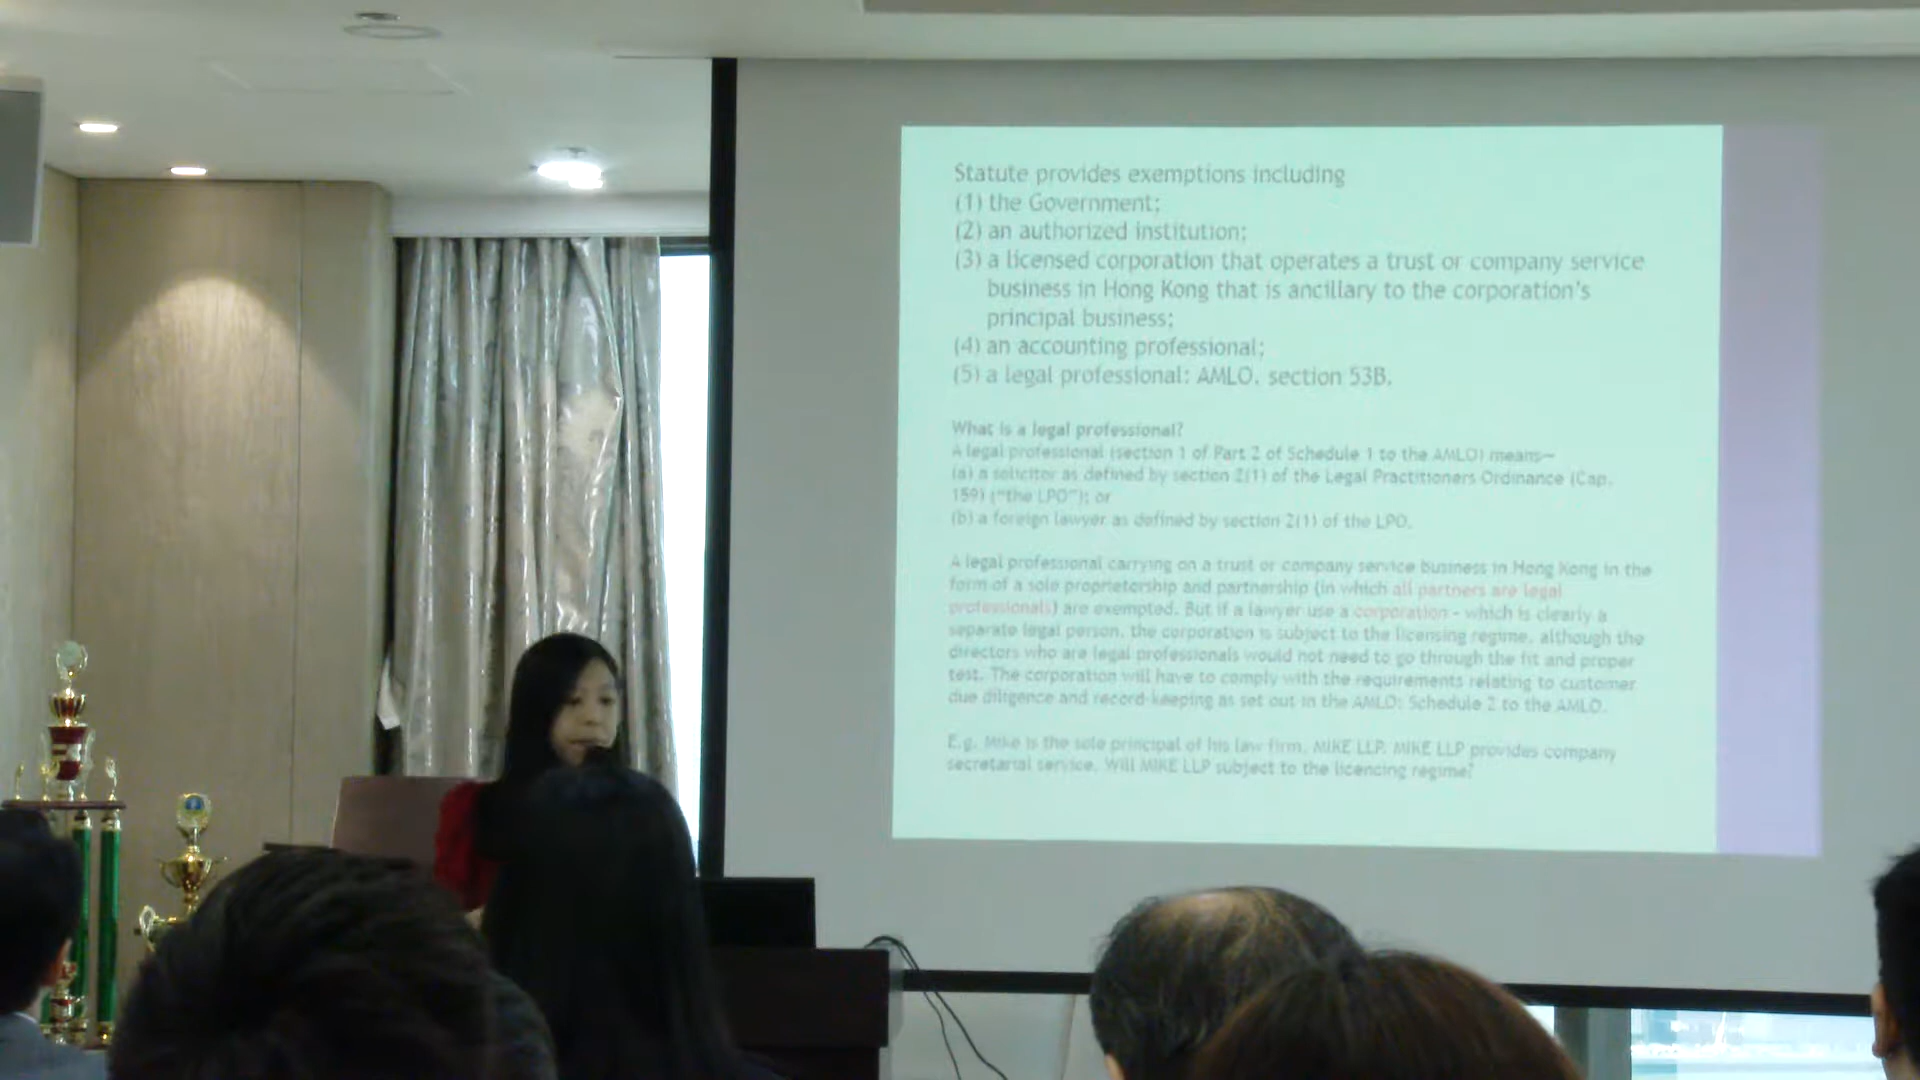 Statute provides exemptions including
(1) the Government;
(2) an authorized institution;
(3) a licensed corporation that operates a trust or company service
business in Hong Kong that is ancillary to the corporation's
principal business;
(4) an accounting professional;
(5) a legal professional: AMLO, section 53B.
What is a legal professional?
A legal professional (section 1 of Part 2 of Schedule 1 to the AMLO) means—
(a) a solicitor as defined by section 2(1) of the Legal Practitioners Ordinance (Cap.
159) ("the LPO"); or
(b) a foreign lawyer as defined by section 2(1) of the LPO.
A legal professional carrying on a trust or company service business in Hong Kong in the
form of a sole proprietorship and partnership (in which all partners are legal
professionals) are exempted. But if a lawyer use a corporation - which is clearly a
separate legal person, the corporation is subject to the licensing regime, although the
directors who are legal professionals would not need to go through the fit and proper
test. The corporation will have to comply with the requirements relating to customer
due diligence and record-keeping as set out in the AMLO: Schedule 2 to the AMLO.
E.g. Mike is the sole principal of his law firm, MIKE LLP. MIKE LLP provides company
secretarial service. Will MIKE LLP subject to the licencing regime?